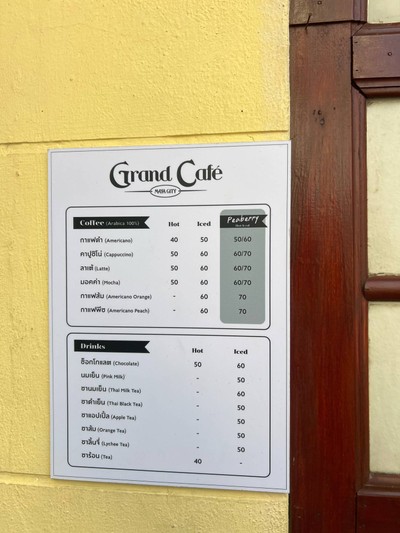 Grand Café
MAYA CITY
Coffee (Arabica 100%) Hot Iced Peaberry
กาแฟดำ (Americano) 40 50 50/60
คาปูชิโน่ (Cappuccino) 50 60 60/70
ลาเต้ (Latte) 50 60 60/70
มอคค่า (Mocha) 50 60 60/70
กาแฟส้ม (Americano Orange) - 60 70
กาแฟพีช (Americano Peach) - 60 70
Drinks Hot Iced
ช็อกโกแลต (Chocolate) 50 60
นมเย็น (Pink Milk) - 50
ชานมเย็น (Thai Milk Tea) - 60
ชาดำเย็น (Thai Black Tea) - 50
ชาแอปเปิ้ล (Apple Tea) - 50
ชาส้ม (Orange Tea) - 50
ชาลิ้นจี่ (Lychee Tea) - 50
ชาร้อน (Tea) 40 -